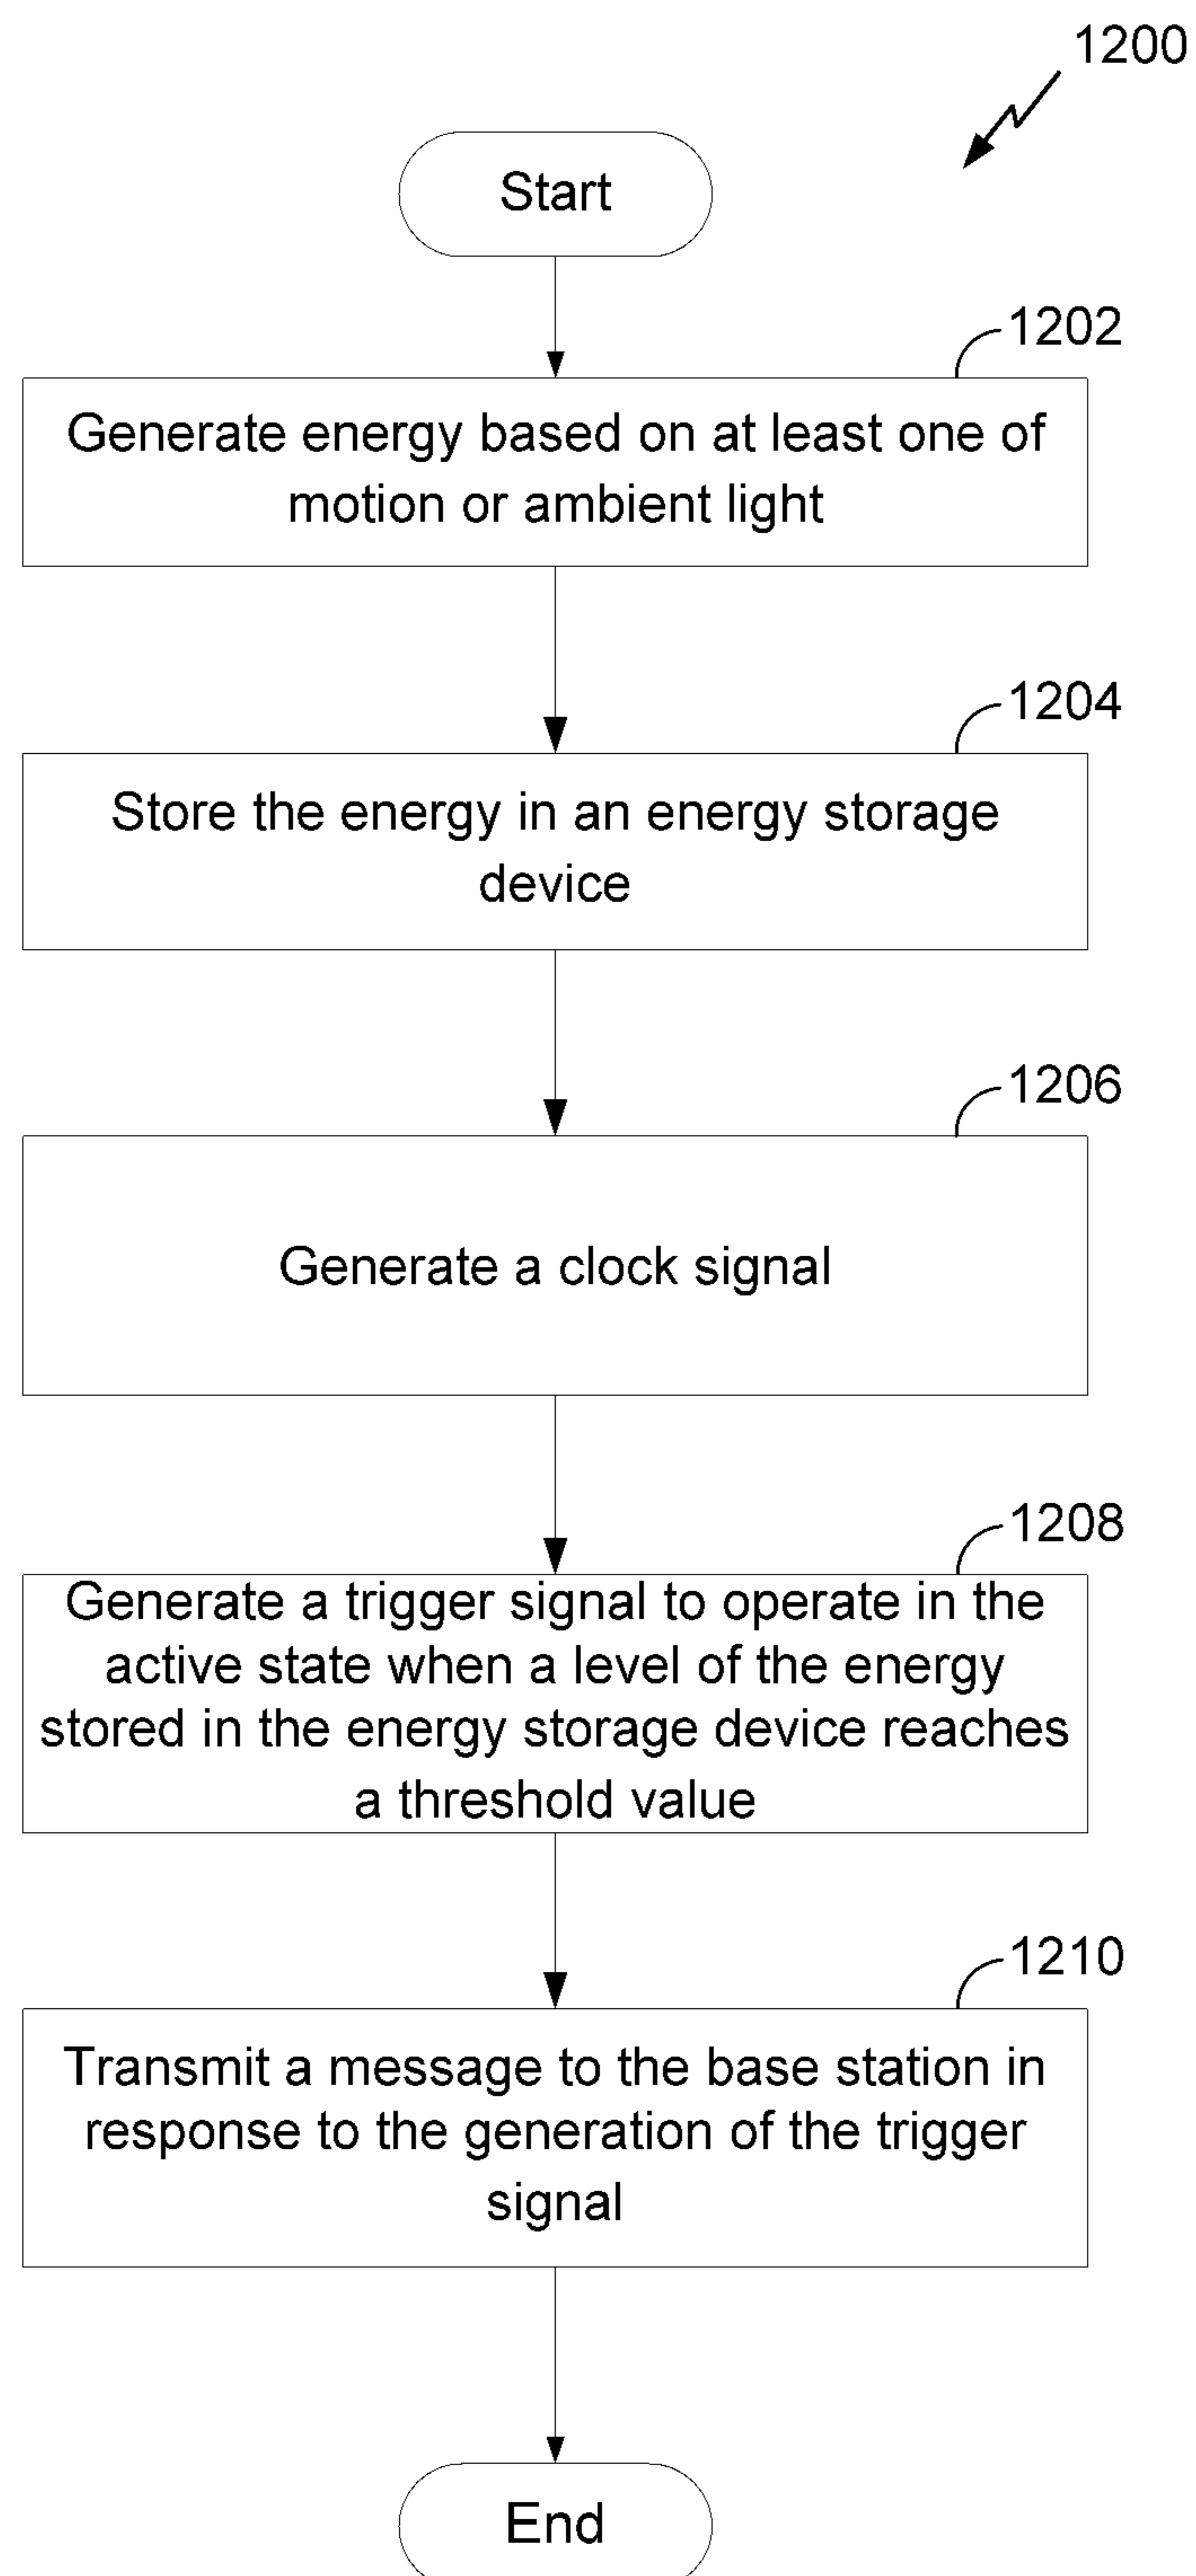 1200
Start
1202
Generate energy based on at least one of
motion or ambient light
1204
Store the energy in an energy storage
device
1206
Generate a clock signal
1208
Generate a trigger signal to operate in the
active state when a level of the energy
stored in the energy storage device reaches
a threshold value
1210
Transmit a message to the base station in
response to the generation of the trigger
signal
End